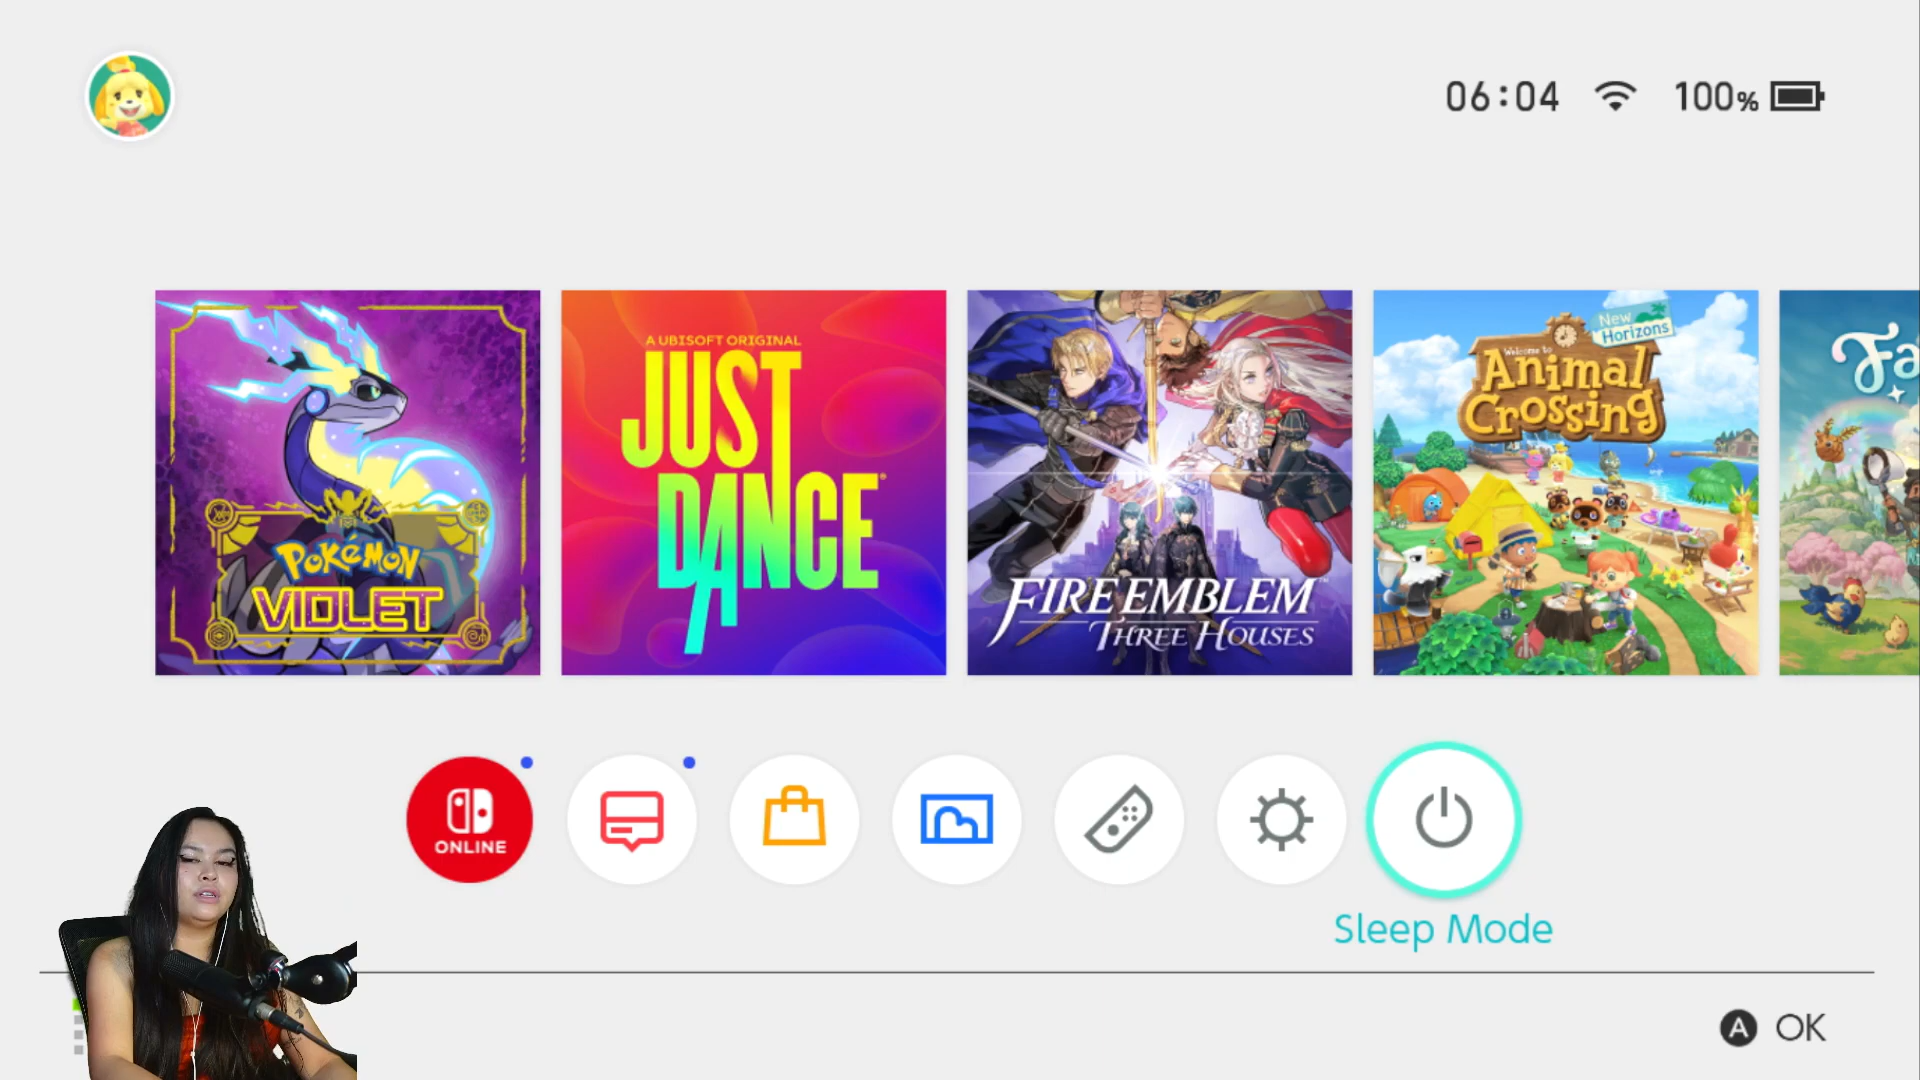 06:04
100%
POKéMON
VIOLET
A UBISOFT ORIGINAL
JUST
DANCE
FIRE EMBLEM
THREE HOUSES
New
Horizons
Welcome to
Animal
Crossing
Fa
ONLINE
Sleep Mode
A OK